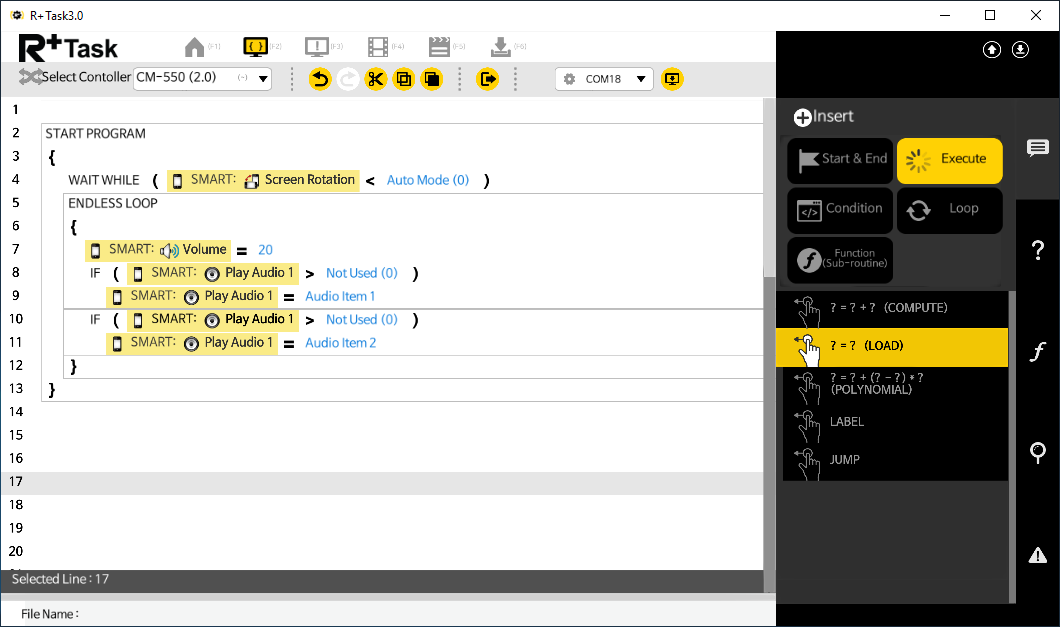 R+ Task3.0
R+Task
(F1)
(F2)
(F3)
(F4)
(F5)
(F6)
Select Contoller
CM-550 (2.0)
(-)
COM18
1
2 START PROGRAM
3 {
4 WAIT WHILE ( SMART: Screen Rotation < Auto Mode (0) )
5 ENDLESS LOOP
6 {
7 SMART: Volume = 20
8 IF ( SMART: Play Audio 1 > Not Used (0) )
9 SMART: Play Audio 1 = Audio Item 1
10 IF ( SMART: Play Audio 1 > Not Used (0) )
11 SMART: Play Audio 1 = Audio Item 2
12 }
13 }
14
15
16
17
18
19
20
Selected Line : 17
File Name :
Insert
Start & End
Execute
Condition
Loop
Function
(Sub-routine)
? = ? + ? (COMPUTE)
? = ? (LOAD)
? = ? + (? - ?) * ?
(POLYNOMIAL)
LABEL
JUMP